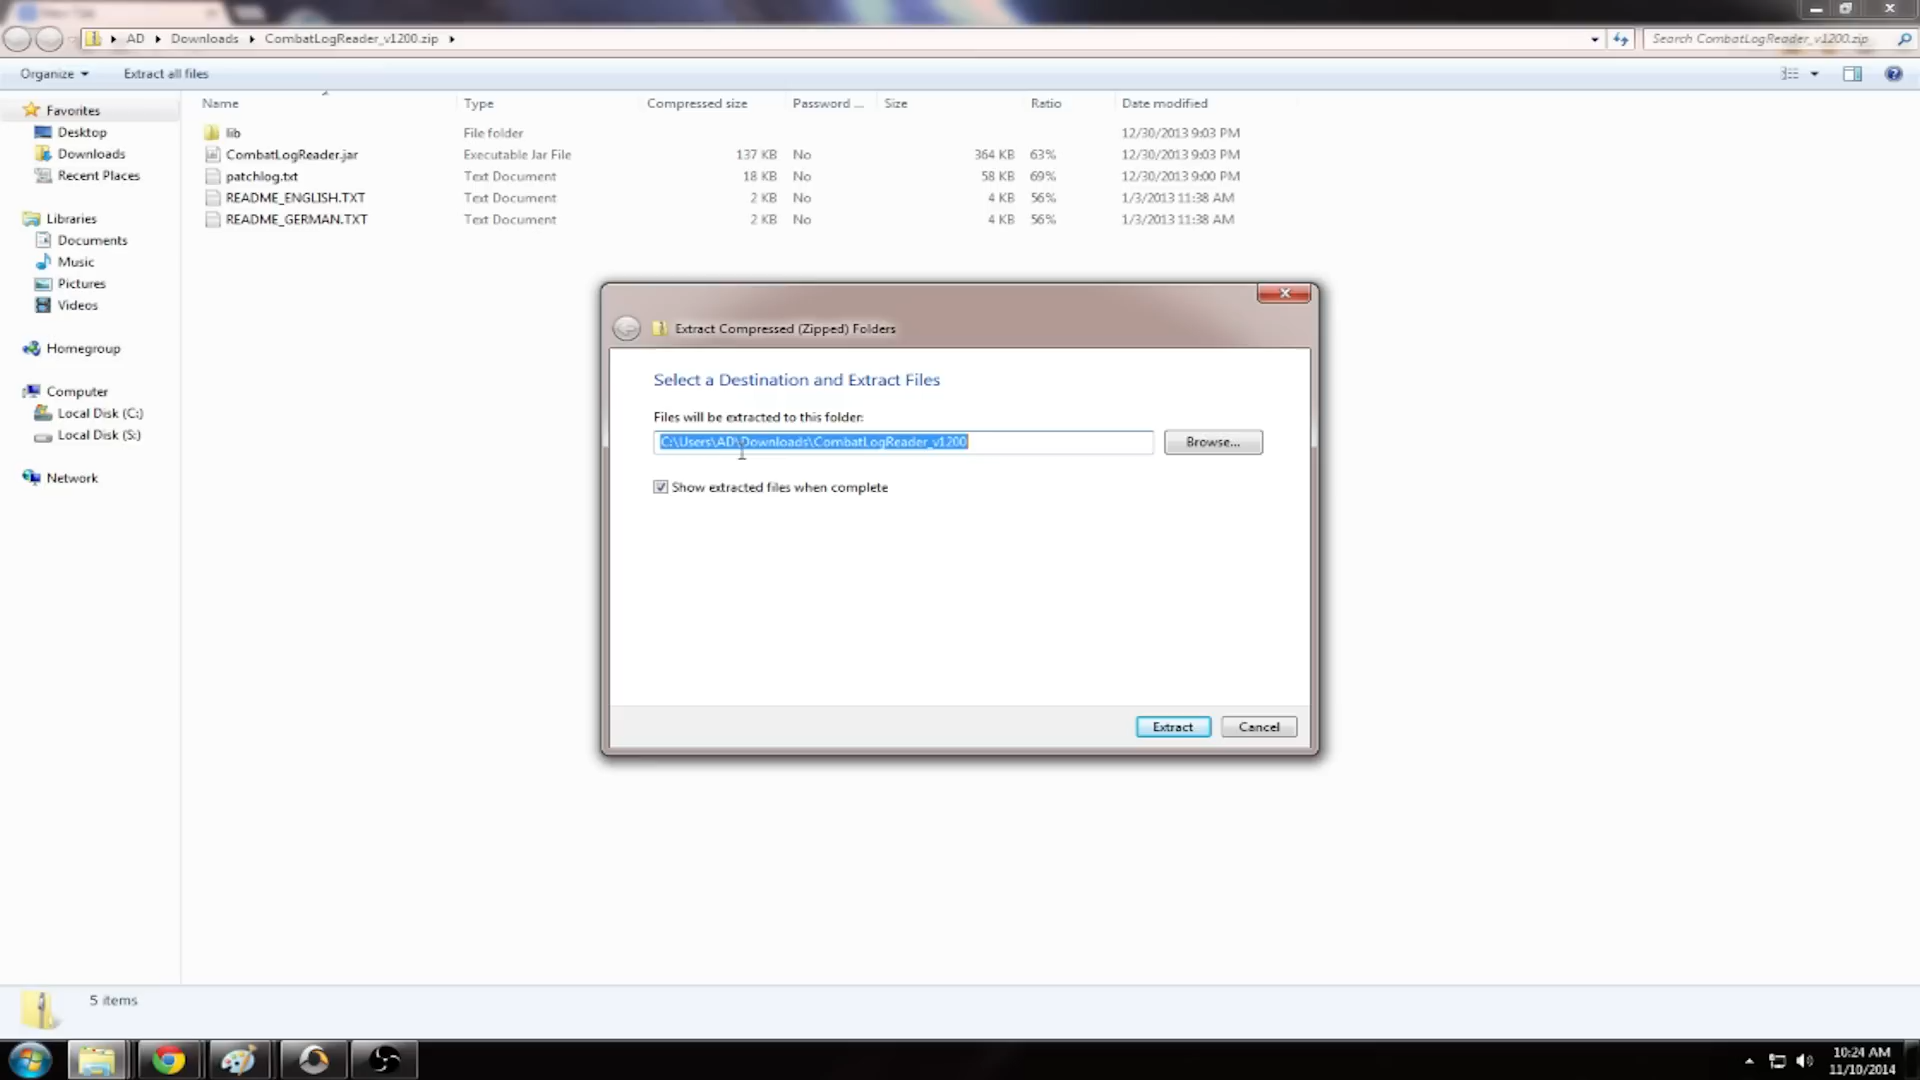 AD Downloads CombatLogReader_v1200.zip Search CombatLogReader_v1200.zip
Organize Extract all files
Name Type Compressed size Password ... Size Ratio Date modified
lib File folder 12/30/2013 9:03 PM
CombatLogReader.jar Executable Jar File 137 KB No 364 KB 63% 12/30/2013 9:03 PM
patchlog.txt Text Document 18 KB No 58 KB 69% 12/30/2013 9:00 PM
README_ENGLISH.TXT Text Document 2 KB No 4 KB 56% 1/3/2013 11:38 AM
README_GERMAN.TXT Text Document 2 KB No 4 KB 56% 1/3/2013 11:38 AM
Favorites
Desktop
Downloads
Recent Places
Libraries
Documents
Music
Pictures
Videos
Homegroup
Computer
Local Disk (C:)
Local Disk (S:)
Network
Extract Compressed (Zipped) Folders
Select a Destination and Extract Files
Files will be extracted to this folder:
C:\Users\AD\Downloads\CombatLogReader_v1200 Browse...
Show extracted files when complete
Extract Cancel
5 items
10:24 AM
11/10/2014